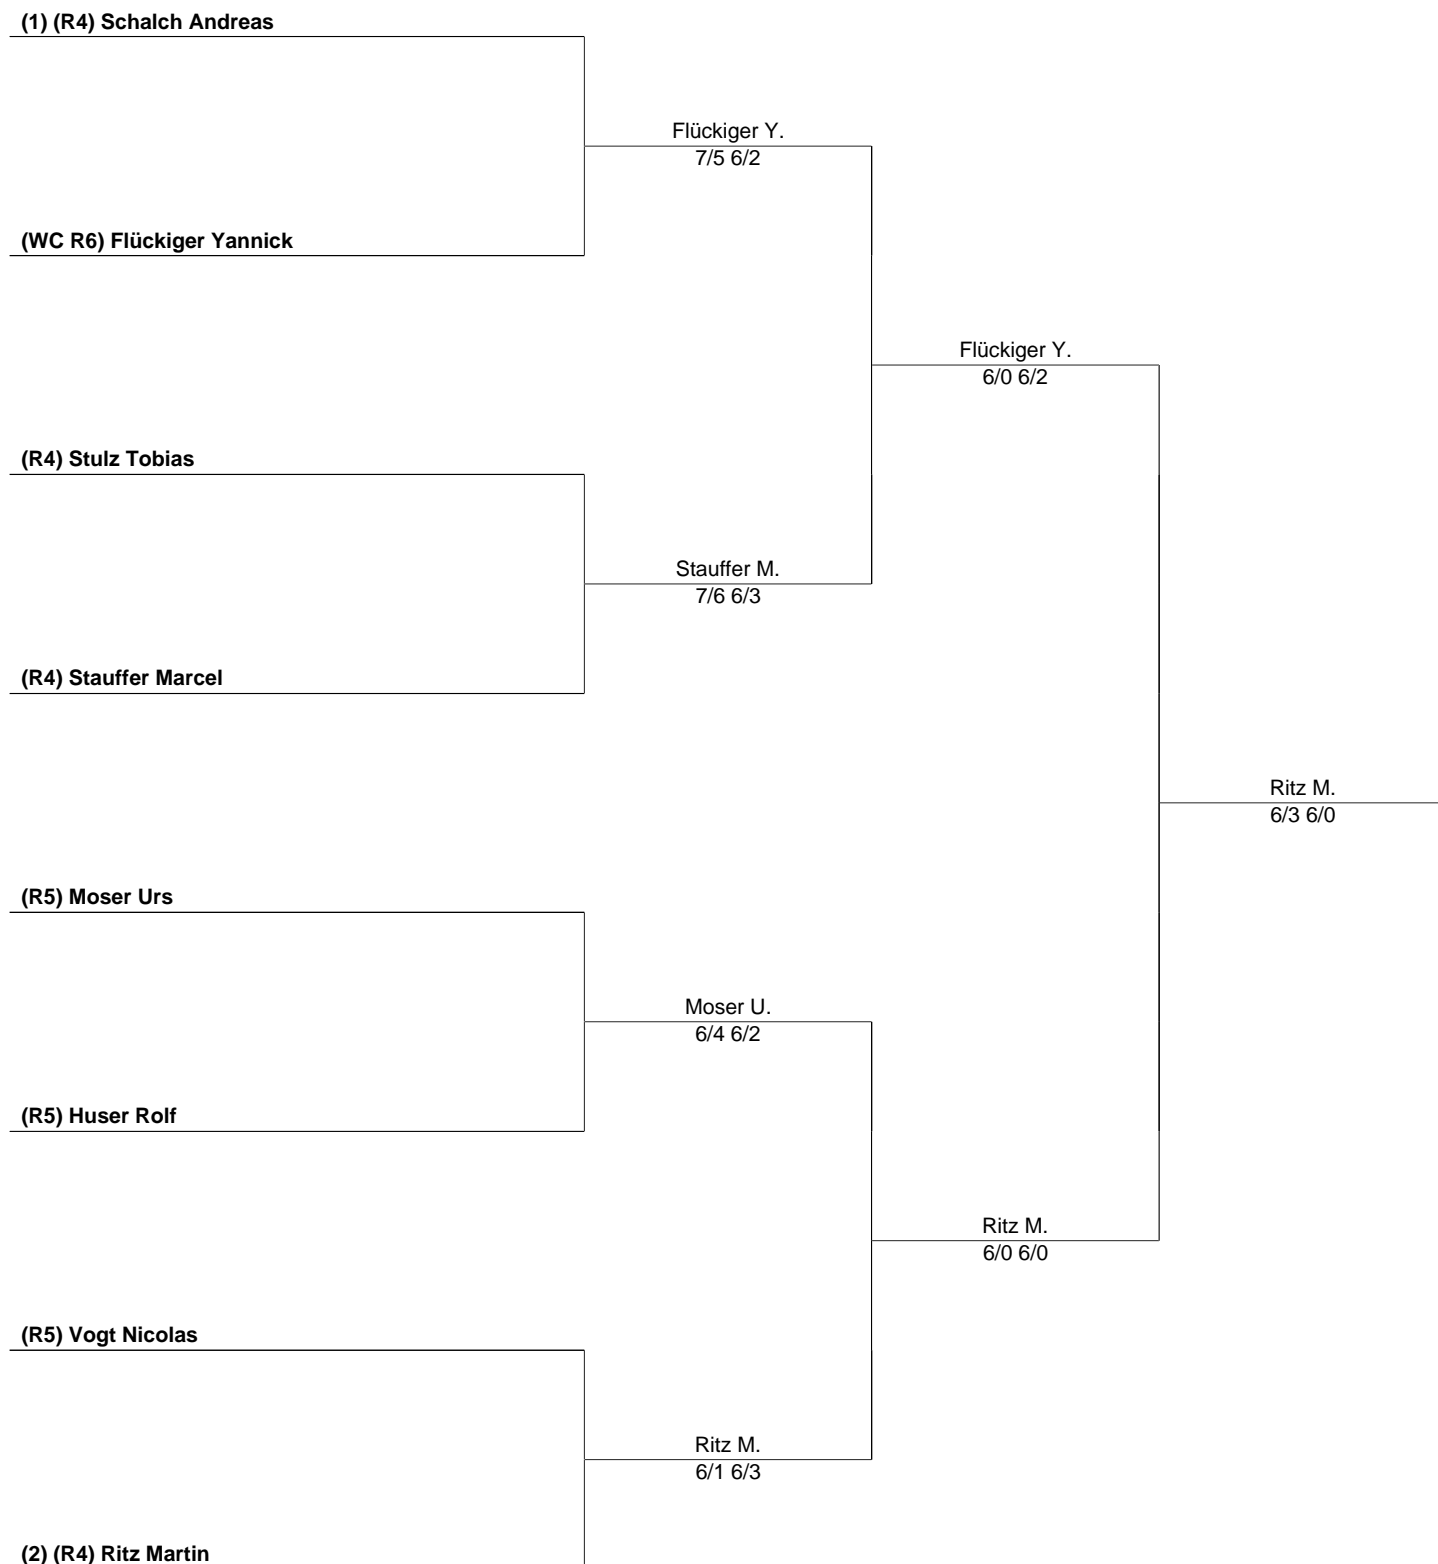 (1) (R4) Schalch Andreas
Flückiger Y.
7/5 6/2
(WC R6) Flückiger Yannick
Flückiger Y.
6/0 6/2
(R4) Stulz Tobias
Stauffer M.
7/6 6/3
(R4) Stauffer Marcel
Ritz M.
6/3 6/0
(R5) Moser Urs
Moser U.
6/4 6/2
(R5) Huser Rolf
Ritz M.
6/0 6/0
(R5) Vogt Nicolas
Ritz M.
6/1 6/3
(2) (R4) Ritz Martin